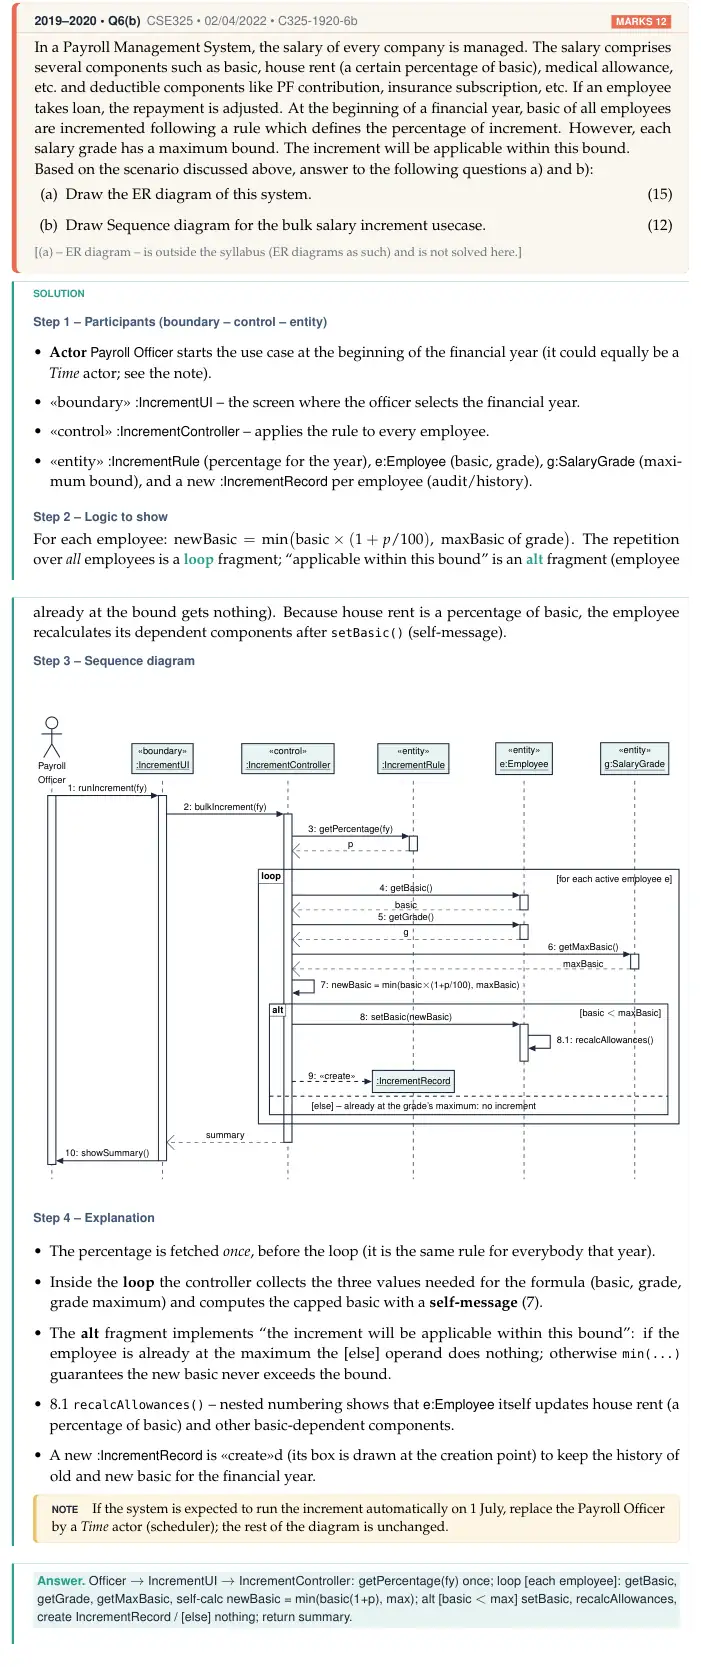 2019–2020 • Q6(b) CSE325 • 02/04/2022 • C325-1920-6b MARKS 12
In a Payroll Management System, the salary of every company is managed. The salary comprises
several components such as basic, house rent (a certain percentage of basic), medical allowance,
etc. and deductible components like PF contribution, insurance subscription, etc. If an employee
takes loan, the repayment is adjusted. At the beginning of a financial year, basic of all employees
are incremented following a rule which defines the percentage of increment. However, each
salary grade has a maximum bound. The increment will be applicable within this bound.
Based on the scenario discussed above, answer to the following questions a) and b):
(a) Draw the ER diagram of this system. (15)
(b) Draw Sequence diagram for the bulk salary increment usecase. (12)
[(a) – ER diagram – is outside the syllabus (ER diagrams as such) and is not solved here.]
SOLUTION
Step 1 – Participants (boundary – control – entity)
• Actor Payroll Officer starts the use case at the beginning of the financial year (it could equally be a
Time actor; see the note).
• «boundary» :IncrementUI – the screen where the officer selects the financial year.
• «control» :IncrementController – applies the rule to every employee.
• «entity» :IncrementRule (percentage for the year), e:Employee (basic, grade), g:SalaryGrade (maxi-
mum bound), and a new :IncrementRecord per employee (audit/history).
Step 2 – Logic to show
For each employee: newBasic = min(basic × (1 + p/100), maxBasic of grade). The repetition
over all employees is a loop fragment; “applicable within this bound” is an alt fragment (employee
already at the bound gets nothing). Because house rent is a percentage of basic, the employee
recalculates its dependent components after setBasic() (self-message).
Step 3 – Sequence diagram
Payroll
Officer
«boundary»
:IncrementUI
«control»
:IncrementController
«entity»
:IncrementRule
«entity»
e:Employee
«entity»
g:SalaryGrade
1: runIncrement(fy)
2: bulkIncrement(fy)
3: getPercentage(fy)
p
loop
[for each active employee e]
4: getBasic()
basic
5: getGrade()
g
6: getMaxBasic()
maxBasic
7: newBasic = min(basic×(1+p/100), maxBasic)
alt
[basic < maxBasic]
8: setBasic(newBasic)
8.1: recalcAllowances()
9: «create»
:IncrementRecord
[else] – already at the grade's maximum: no increment
summary
10: showSummary()
Step 4 – Explanation
• The percentage is fetched once, before the loop (it is the same rule for everybody that year).
• Inside the loop the controller collects the three values needed for the formula (basic, grade,
grade maximum) and computes the capped basic with a self-message (7).
• The alt fragment implements “the increment will be applicable within this bound”: if the
employee is already at the maximum the [else] operand does nothing; otherwise min(...)
guarantees the new basic never exceeds the bound.
• 8.1 recalcAllowances() – nested numbering shows that e:Employee itself updates house rent (a
percentage of basic) and other basic-dependent components.
• A new :IncrementRecord is «create»d (its box is drawn at the creation point) to keep the history of
old and new basic for the financial year.
NOTE If the system is expected to run the increment automatically on 1 July, replace the Payroll Officer
by a Time actor (scheduler); the rest of the diagram is unchanged.
Answer. Officer → IncrementUI → IncrementController: getPercentage(fy) once; loop [each employee]: getBasic,
getGrade, getMaxBasic, self-calc newBasic = min(basic(1+p), max); alt [basic < max] setBasic, recalcAllowances,
create IncrementRecord / [else] nothing; return summary.